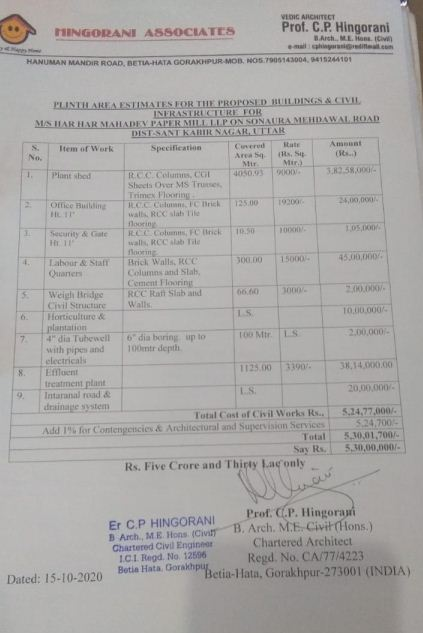 HINGORANI ASSOCIATES
VEDIC ARCHITECT
Prof. C.P. Hingorani
B.Arch., M.E. Hons. (Civil)
e-mail : cphingorani@rediffmail.com
HANUMAN MANDIR ROAD, BETIA-HATA GORAKHPUR-MOB. NOS.7905143004, 9415244101
PLINTH AREA ESTIMATES FOR THE PROPOSED BUILDINGS & CIVIL
INFRASTRUCTURE FOR
M/S HAR HAR MAHADEV PAPER MILL LLP ON SONAURA MEHDAWAL ROAD
DIST-SANT KABIR NAGAR, UTTAR
S. No. Item of Work Specification Covered Area Sq. Mtr. Rate (Rs. Sq. Mtr.) Amount (Rs..)
1. Plant shed R.C.C. Columns, CGI Sheets Over MS Trusses, Trimex Flooring 4050.93 9000/- 3,82,58,000/-
2. Office Building Ht. 11' R.C.C. Columns, FC Brick walls, RCC slab Tile flooring. 125.00 19200/- 24,00,000/-
3. Security & Gate Ht. 11' R.C.C. Columns, FC Brick walls, RCC slab Tile flooring. 10.50 10000/- 1,05,000/-
4. Labour & Staff Quarters Brick Walls, RCC Columns and Slab, Cement Flooring 300.00 15000/- 45,00,000/-
5. Weigh Bridge Civil Structure RCC Raft Slab and Walls. 66.60 3000/- 2,00,000/-
6. Horticulture & plantation L.S. 10,00,000/-
7. 4" dia Tubewell with pipes and electricals 6" dia boring up to 100mtr depth. 100 Mtr. L.S. 2,00,000/-
8. Effluent treatment plant 1125.00 3390/- 38,14,000.00
9. Intaranal road & drainage system L.S. 20,00,000/-
Total Cost of Civil Works Rs., 5,24,77,000/-
Add 1% for Contengencies & Architectural and Supervision Services 5,24,700/-
Total 5,30,01,700/-
Say Rs. 5,30,00,000/-
Rs. Five Crore and Thirty Lac only
Prof. C.P. Hingorani
B. Arch. M.E. Civil (Hons.)
Chartered Architect
Regd. No. CA/77/4223
Betia-Hata, Gorakhpur-273001 (INDIA)
Er C.P HINGORANI
B Arch., M.E. Hons. (Civil)
Chartered Civil Engineer
I.C.I. Regd. No. 12596
Betia Hata, Gorakhpur
Dated: 15-10-2020